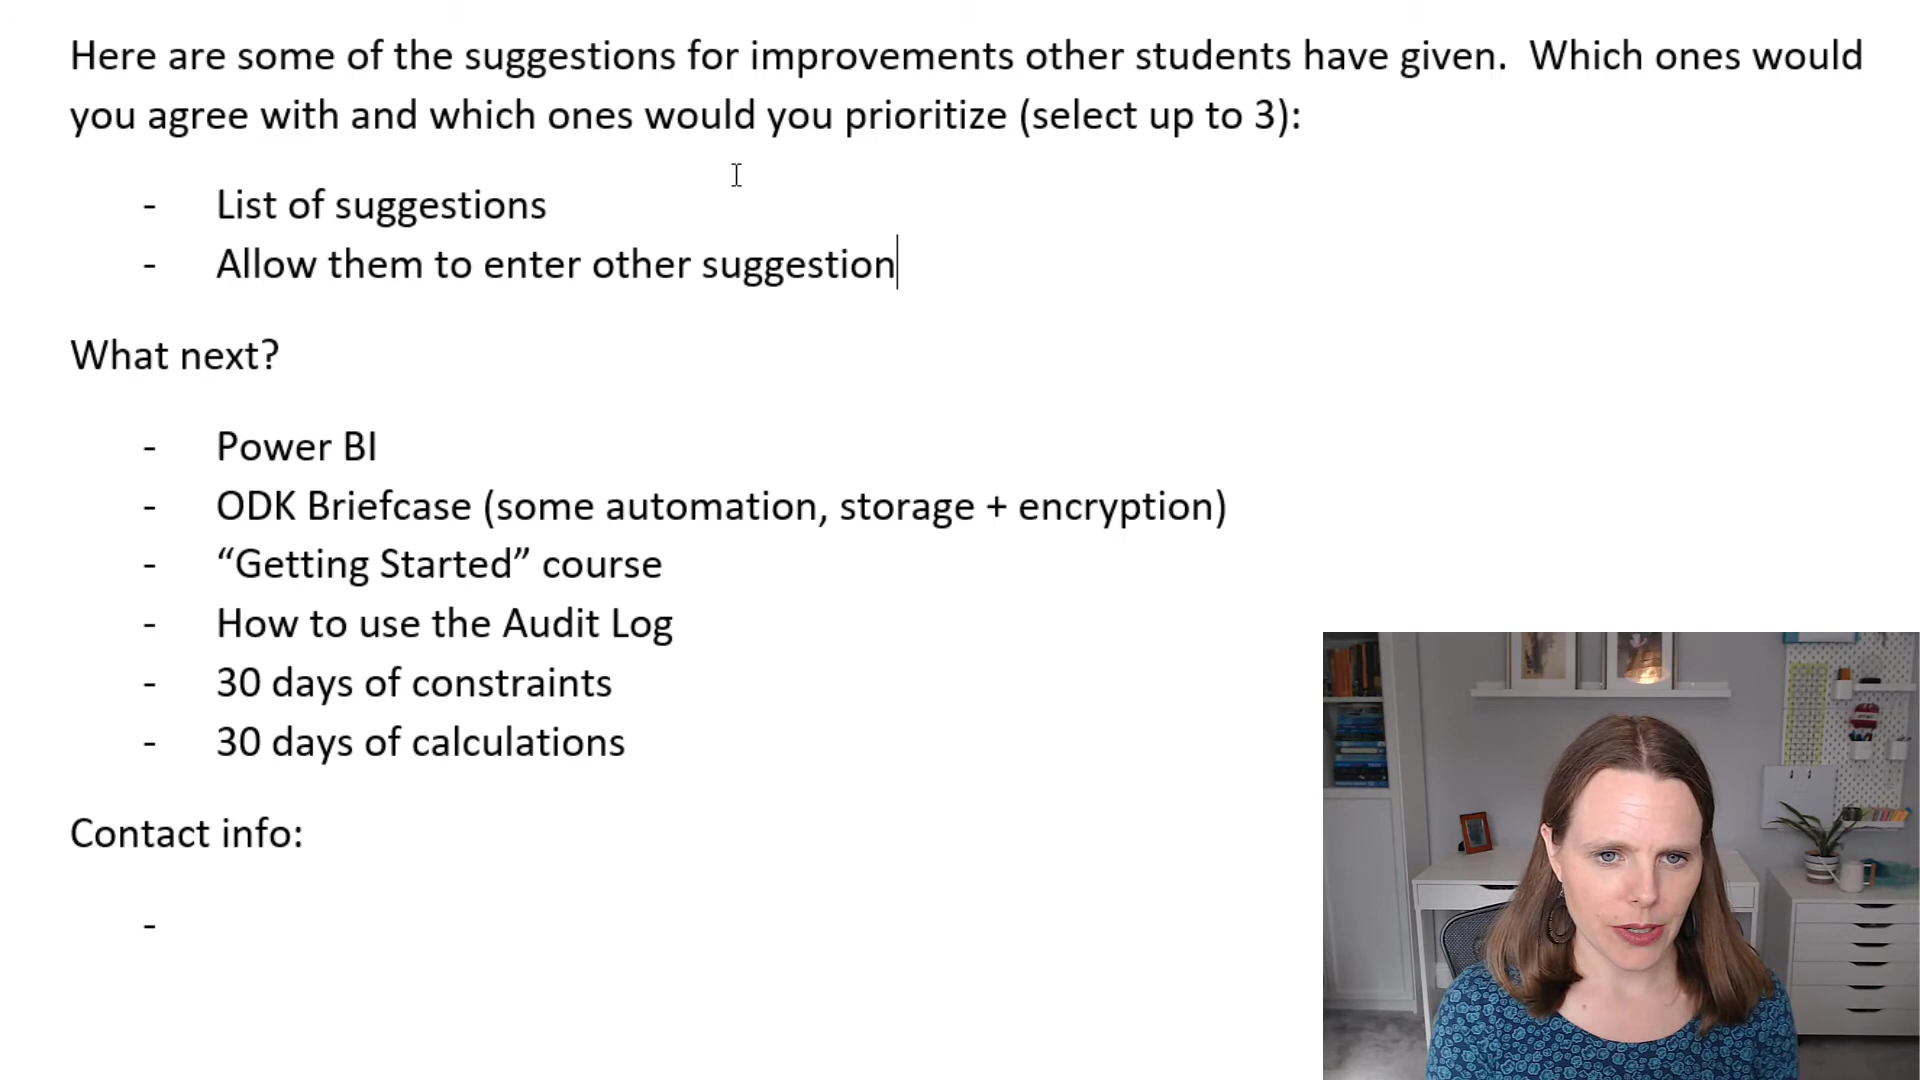 Here are some of the suggestions for improvements other students have given.  Which ones would
you agree with and which ones would you prioritize (select up to 3):
- List of suggestions
- Allow them to enter other suggestion
What next?
- Power BI
- ODK Briefcase (some automation, storage + encryption)
- “Getting Started” course
- How to use the Audit Log
- 30 days of constraints
- 30 days of calculations
Contact info:
-